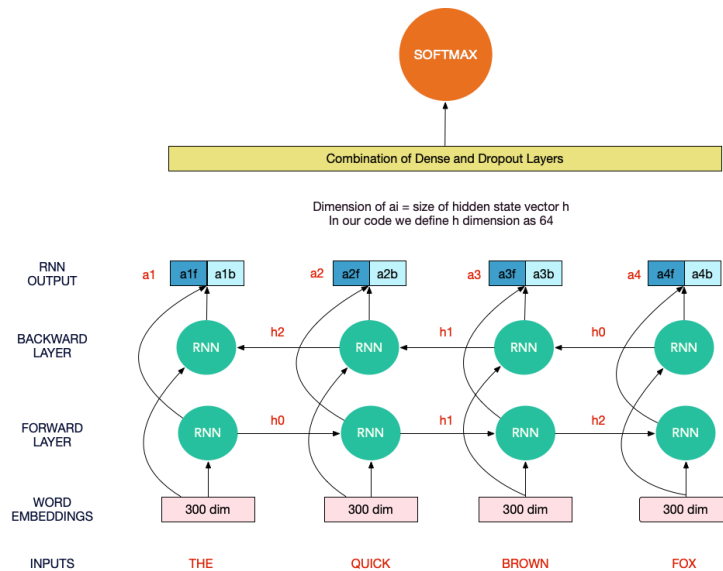 SOFTMAX
Combination of Dense and Dropout Layers
Dimension of ai = size of hidden state vector h
In our code we define h dimension as 64
RNN
OUTPUT
a1 a1f a1b a2 a2f a2b a3 a3f a3b a4 a4f a4b
BACKWARD
LAYER
RNN h2 RNN h1 RNN h0 RNN
FORWARD
LAYER
RNN h0 RNN h1 RNN h2 RNN
WORD
EMBEDDINGS
300 dim 300 dim 300 dim 300 dim
INPUTS THE QUICK BROWN FOX